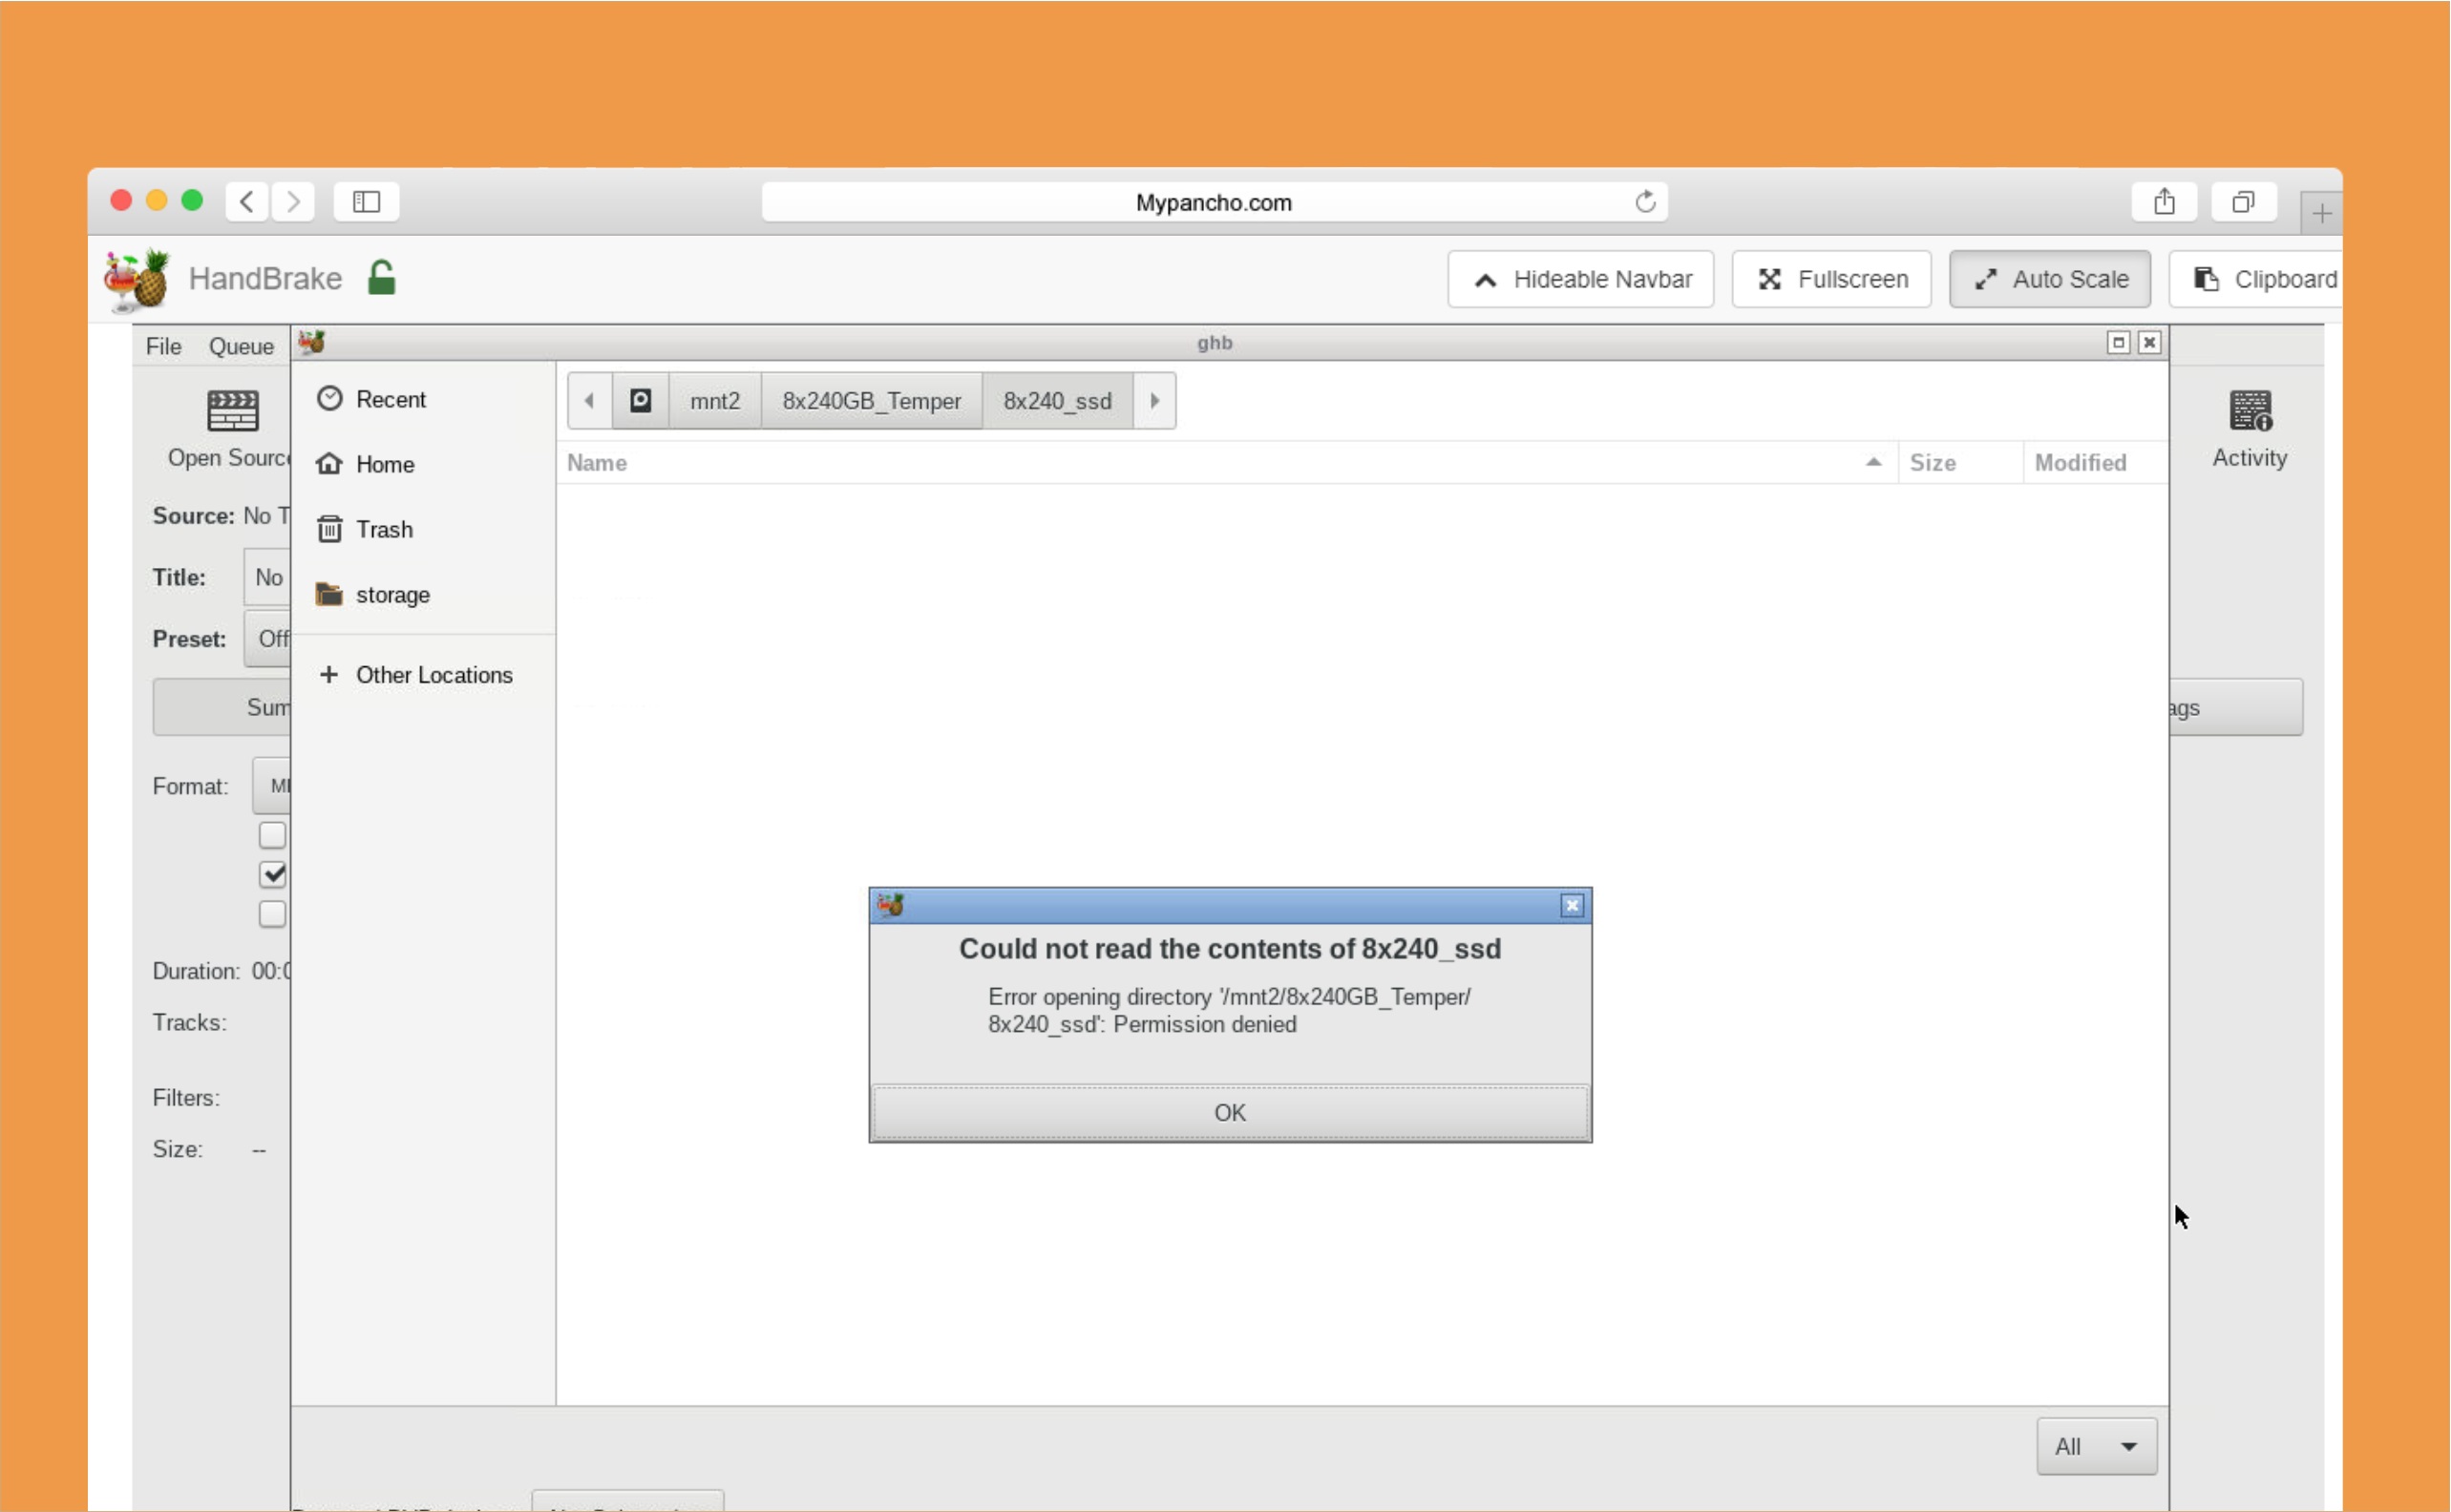 Mypancho.com
HandBrake
Hideable Navbar
Fullscreen
Auto Scale
Clipboard
File Queue
ghb
Open Sourc
Activity
Recent
Home
Trash
storage
Other Locations
mnt2
8x240GB_Temper
8x240_ssd
Name
Size
Modified
Source: No T
Title: No
Preset: Off
Sum
ags
Format:
Duration: 00:0
Tracks:
Filters:
Size: --
Could not read the contents of 8x240_ssd
Error opening directory '/mnt2/8x240GB_Temper/
8x240_ssd': Permission denied
OK
All